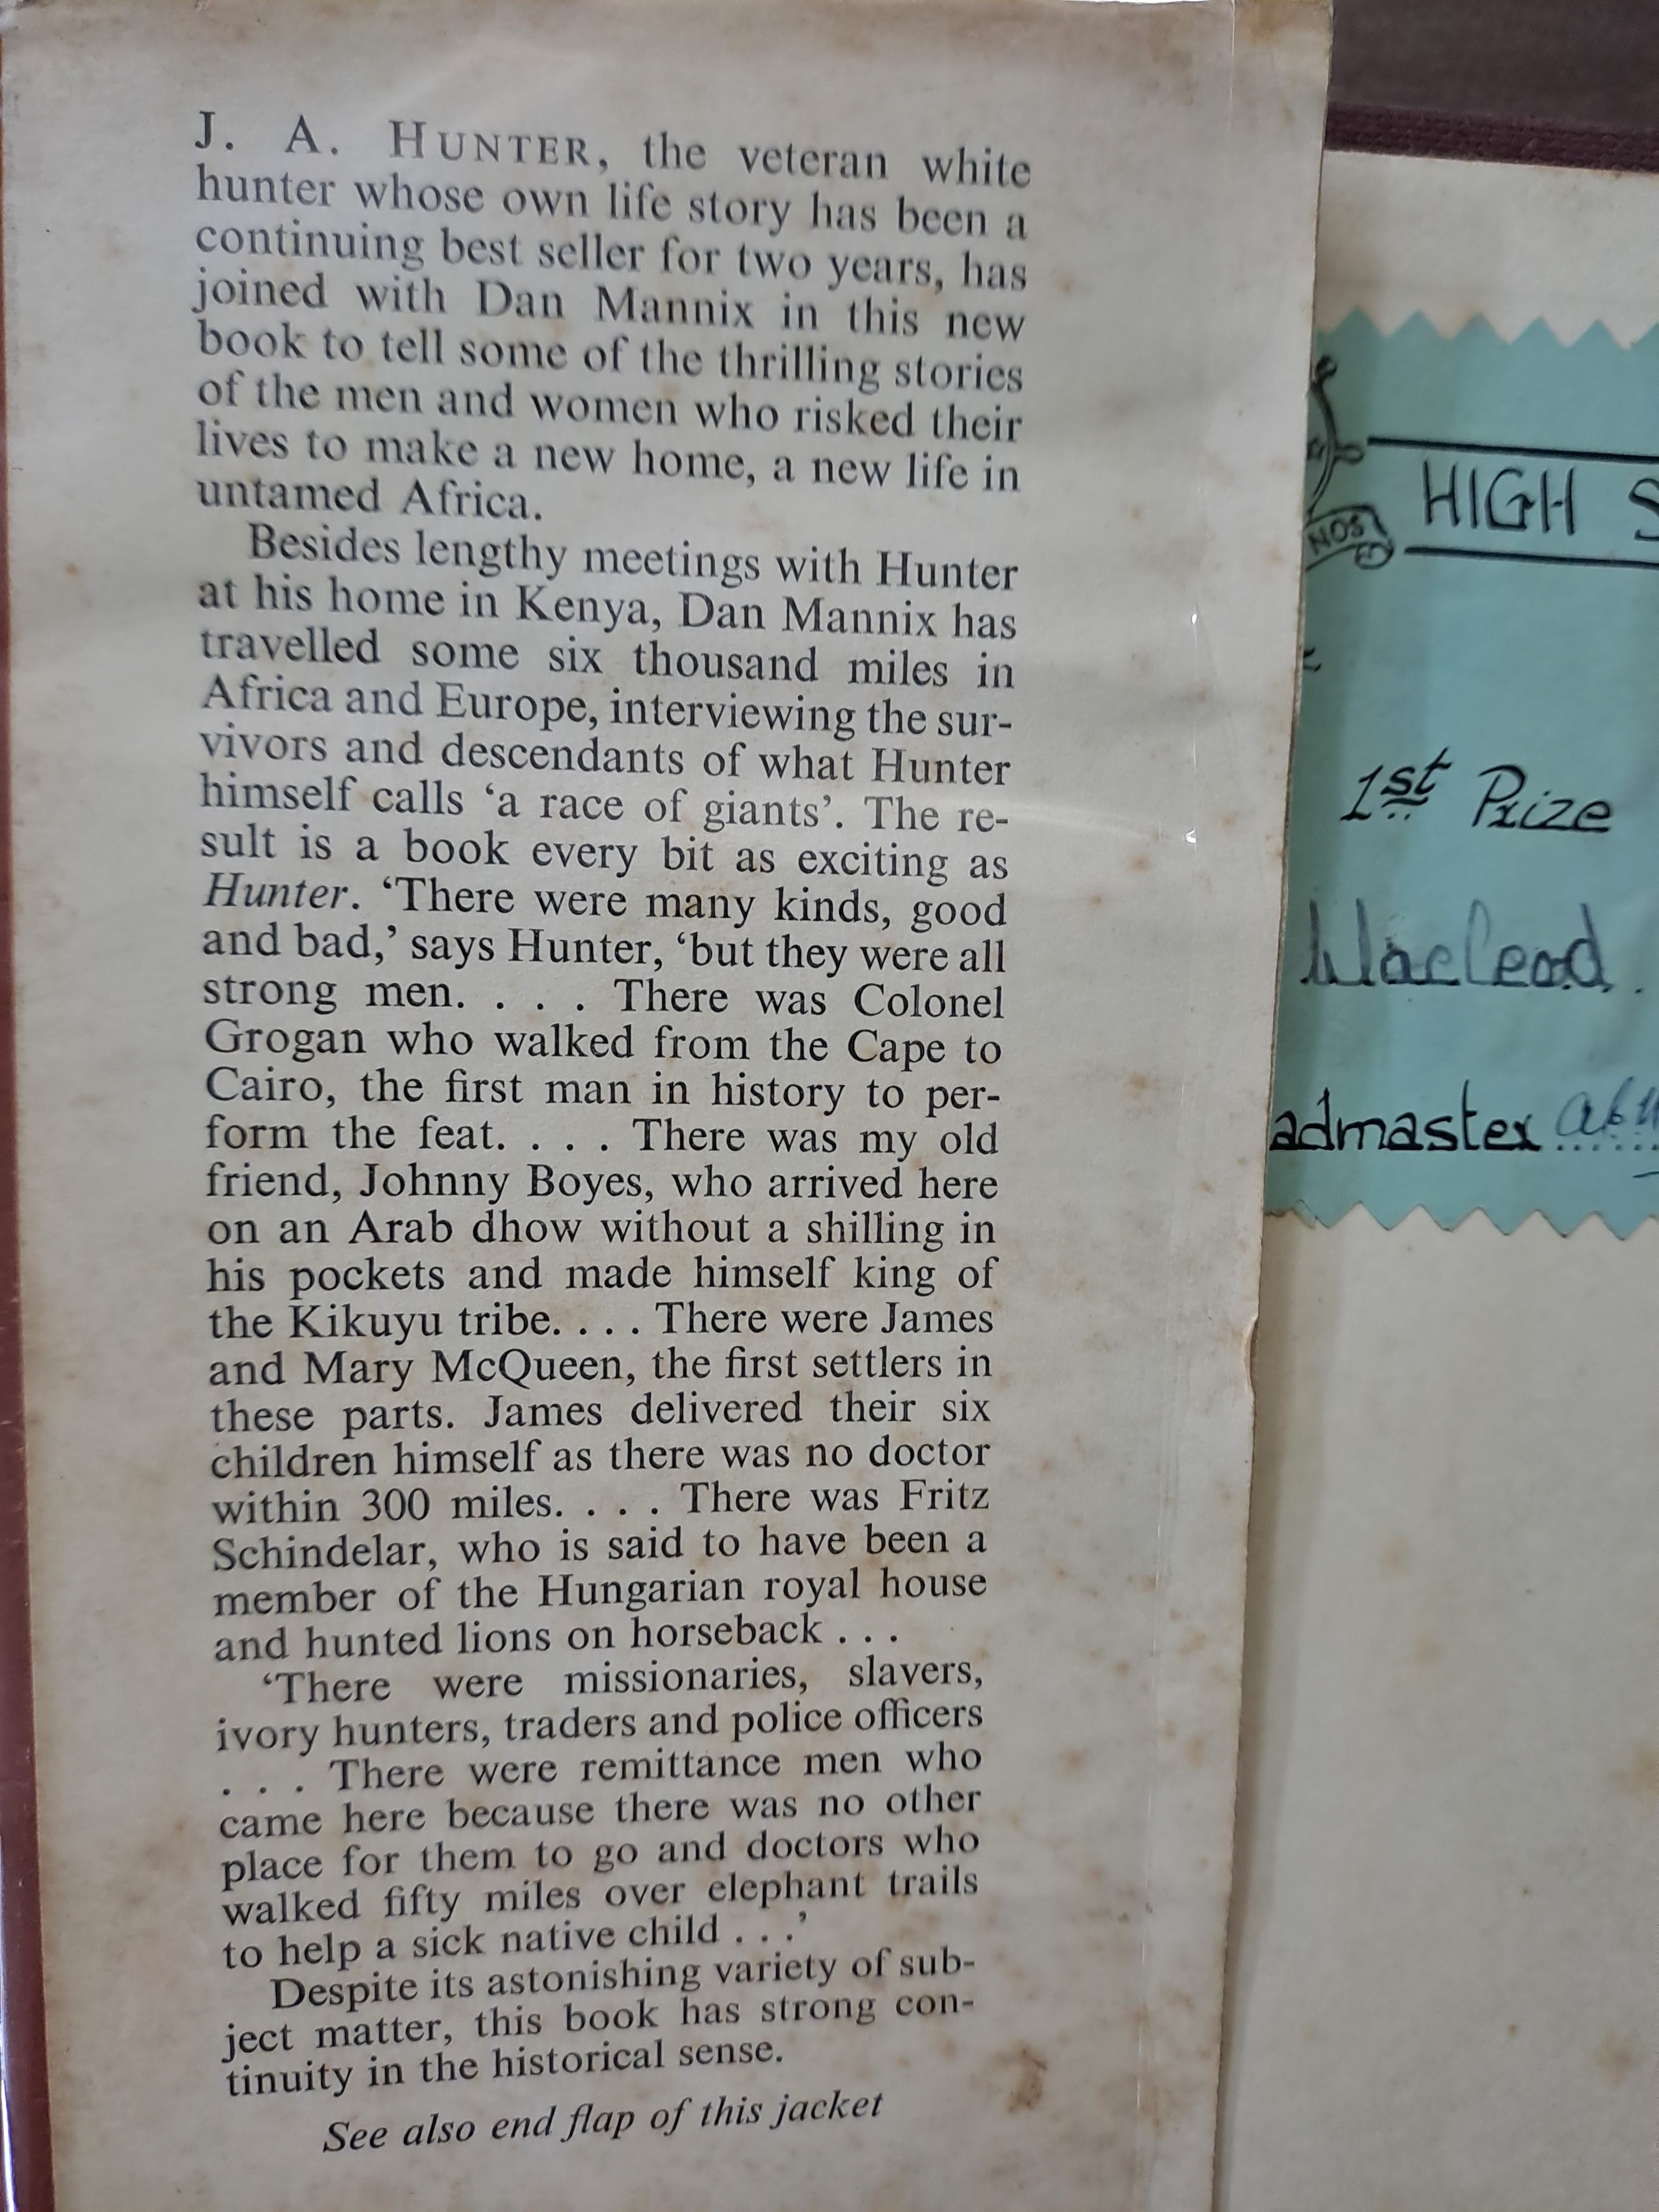 J. A. HUNTER, the veteran white
hunter whose own life story has been a
continuing best seller for two years, has
joined with Dan Mannix in this new
book to tell some of the thrilling stories
of the men and women who risked their
lives to make a new home, a new life in
untamed Africa.
Besides lengthy meetings with Hunter
at his home in Kenya, Dan Mannix has
travelled some six thousand miles in
Africa and Europe, interviewing the sur-
vivors and descendants of what Hunter
himself calls ‘a race of giants’. The re-
sult is a book every bit as exciting as
Hunter. ‘There were many kinds, good
and bad,’ says Hunter, ‘but they were all
strong men. . . . There was Colonel
Grogan who walked from the Cape to
Cairo, the first man in history to per-
form the feat. . . . There was my old
friend, Johnny Boyes, who arrived here
on an Arab dhow without a shilling in
his pockets and made himself king of
the Kikuyu tribe. . . . There were James
and Mary McQueen, the first settlers in
these parts. James delivered their six
children himself as there was no doctor
within 300 miles. . . . There was Fritz
Schindelar, who is said to have been a
member of the Hungarian royal house
and hunted lions on horseback . . .
‘There were missionaries, slavers,
ivory hunters, traders and police officers
. . . There were remittance men who
came here because there was no other
place for them to go and doctors who
walked fifty miles over elephant trails
to help a sick native child . . .’
Despite its astonishing variety of sub-
ject matter, this book has strong con-
tinuity in the historical sense.
See also end flap of this jacket
NOS
HIGH S
1st Prize
Macleod.
admaster